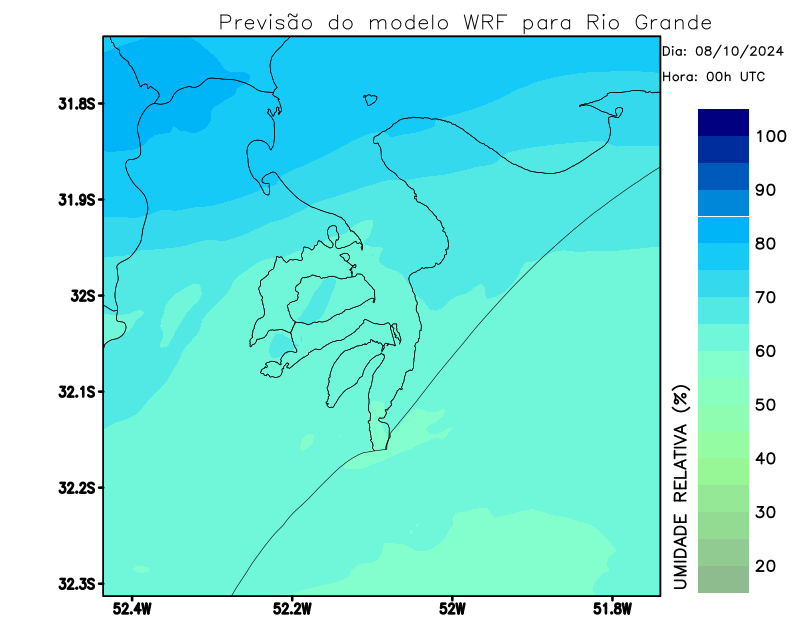 Previsão do modelo WRF para Rio Grande
Dia: 08/10/2024
Hora: 00h UTC
31.8S
31.9S
32S
32.1S
32.2S
32.3S
52.4W
52.2W
52W
51.8W
100
90
80
70
60
50
40
30
20
UMIDADE RELATIVA (%)